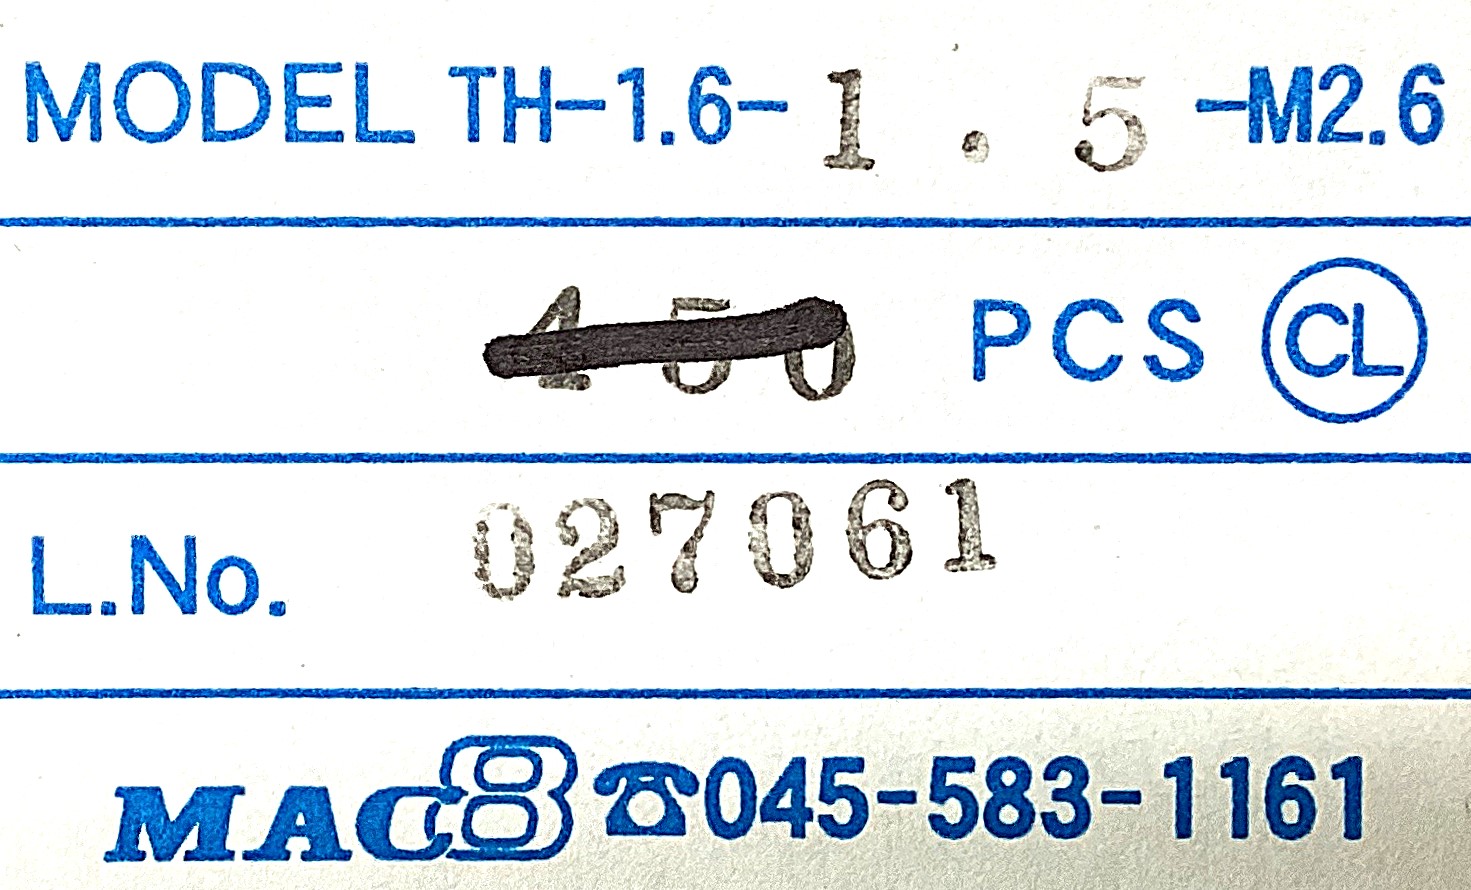 MODEL TH-1.6-1.5-M2.6
450 PCS CL
L.No. 027061
MAC8 ☎045-583-1161